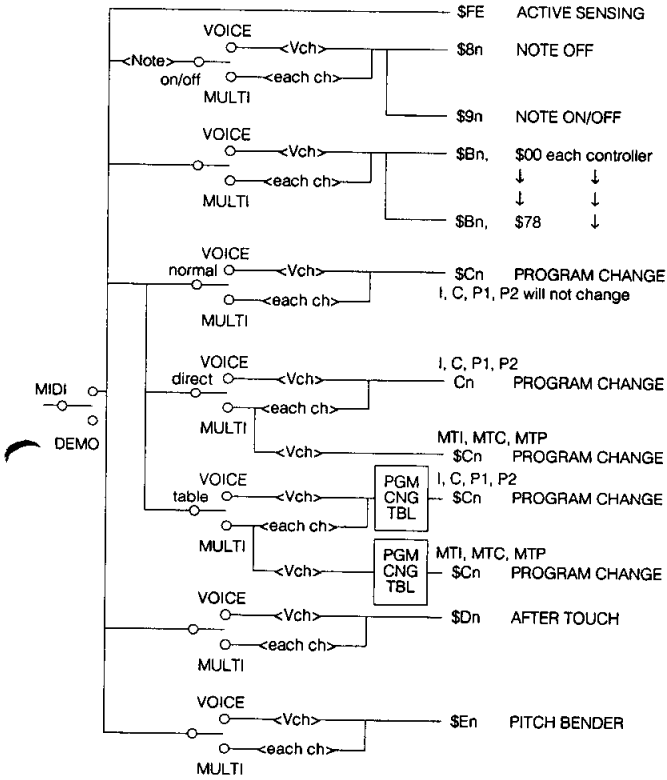 $FE ACTIVE SENSING
VOICE
<Note> <Vch> $8n NOTE OFF
on/off <each ch>
MULTI
$9n NOTE ON/OFF
VOICE
<Vch> $Bn, $00 each controller
↓ ↓
<each ch>
↓ ↓
MULTI
$Bn, $78 ↓
VOICE
normal <Vch> $Cn PROGRAM CHANGE
<each ch> I, C, P1, P2 will not change
MULTI
VOICE I, C, P1, P2
direct <Vch> Cn PROGRAM CHANGE
MIDI
<each ch>
MULTI
DEMO
MTI, MTC, MTP
<Vch> $Cn PROGRAM CHANGE
VOICE PGM I, C, P1, P2
table <Vch> CNG $Cn PROGRAM CHANGE
TBL
<each ch>
MULTI
PGM MTI, MTC, MTP
<Vch> CNG $Cn PROGRAM CHANGE
TBL
VOICE
<Vch> $Dn AFTER TOUCH
<each ch>
MULTI
VOICE
<Vch> $En PITCH BENDER
<each ch>
MULTI